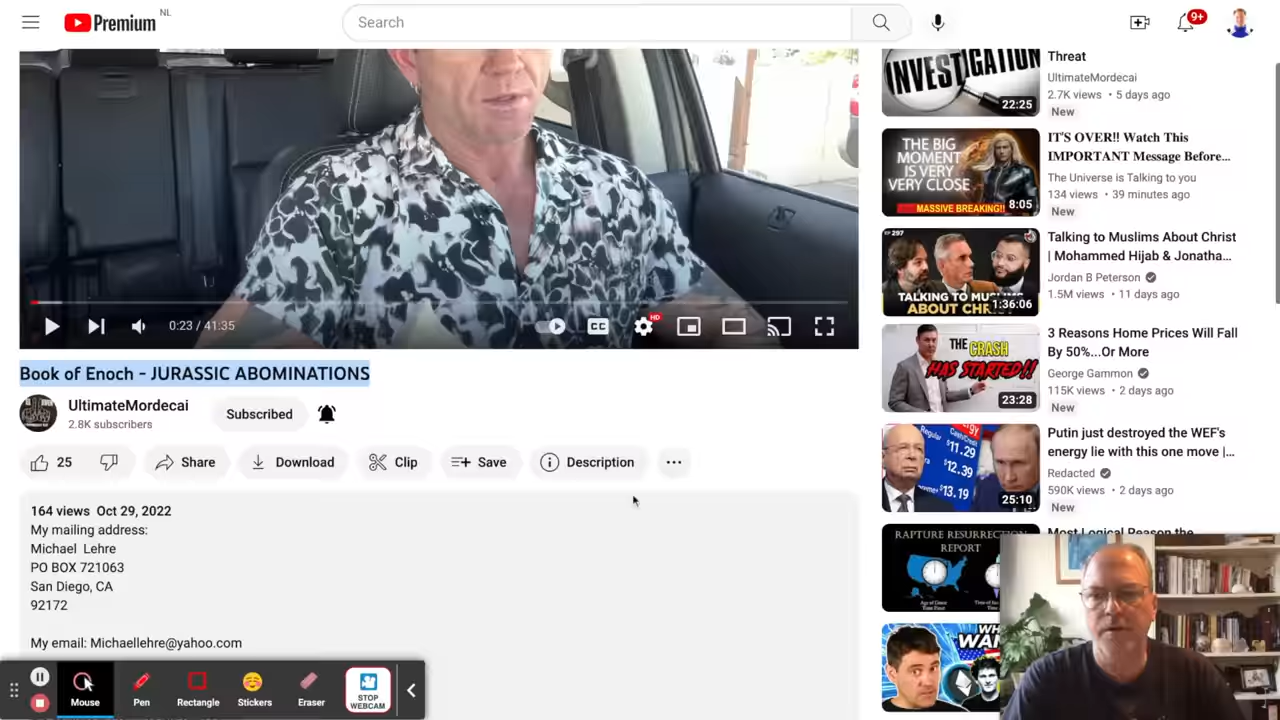 Premium NL
Search
9+
0:23 / 41:35
CC
HD
Book of Enoch - JURASSIC ABOMINATIONS
UltimateMordecai
2.8K subscribers
Subscribed
25
Share
Download
Clip
Save
Description
164 views Oct 29, 2022
My mailing address:
Michael Lehre
PO BOX 721063
San Diego, CA
92172
My email: Michaellehre@yahoo.com
Mouse
Pen
Rectangle
Stickers
Eraser
STOP
WEBCAM
INVESTIGATION
22:25
Threat
UltimateMordecai
2.7K views • 5 days ago
New
THE BIG
MOMENT
IS VERY
VERY CLOSE
MASSIVE BREAKING!!
8:05
IT'S OVER!! Watch This
IMPORTANT Message Before...
The Universe is Talking to you
134 views • 39 minutes ago
New
EP 297
TALKING TO MUSLIMS
ABOUT CHRIST
1:36:06
Talking to Muslims About Christ
| Mohammed Hijab & Jonatha...
Jordan B Peterson
1.5M views • 11 days ago
THE CRASH
HAS STARTED!!
23:28
3 Reasons Home Prices Will Fall
By 50%...Or More
George Gammon
115K views • 2 days ago
New
Regular
$11.29
$12.39
$13.19
25:10
Putin just destroyed the WEF's
energy lie with this one move |...
Redacted
590K views • 2 days ago
New
RAPTURE RESURRECTION
REPORT
Most Logical Reason the